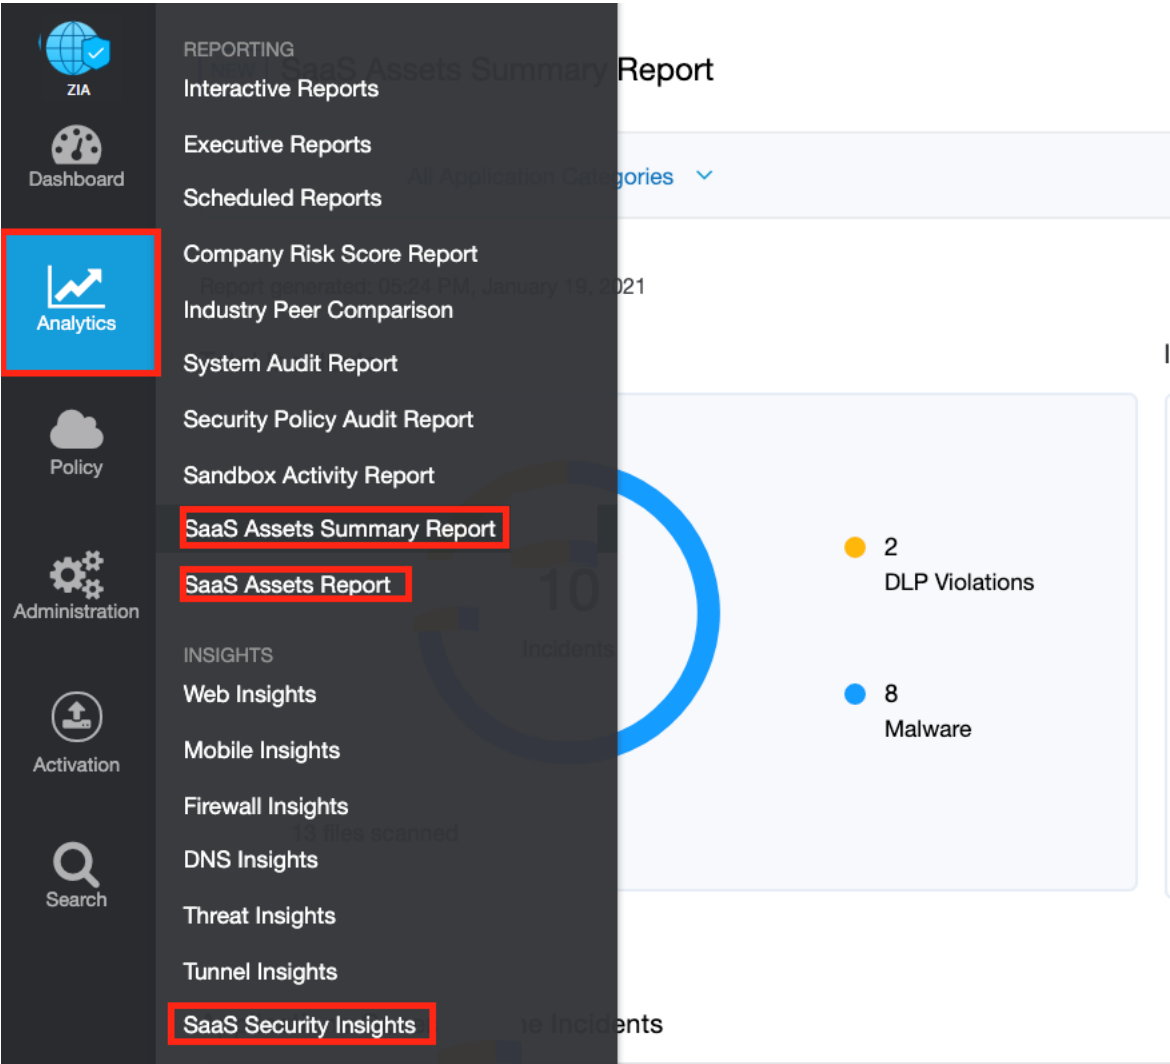 ZIA
Dashboard
Analytics
Policy
Administration
Activation
Search
REPORTING
Interactive Reports
Executive Reports
Scheduled Reports
Company Risk Score Report
Industry Peer Comparison
System Audit Report
Security Policy Audit Report
Sandbox Activity Report
SaaS Assets Summary Report
SaaS Assets Report
INSIGHTS
Web Insights
Mobile Insights
Firewall Insights
DNS Insights
Threat Insights
Tunnel Insights
SaaS Security Insights
SaaS Assets Summary Report
All Application Categories
Report generated: 05:24 PM, January 19, 2021
10
Incidents
2
DLP Violations
8
Malware
13 files scanned
Incidents